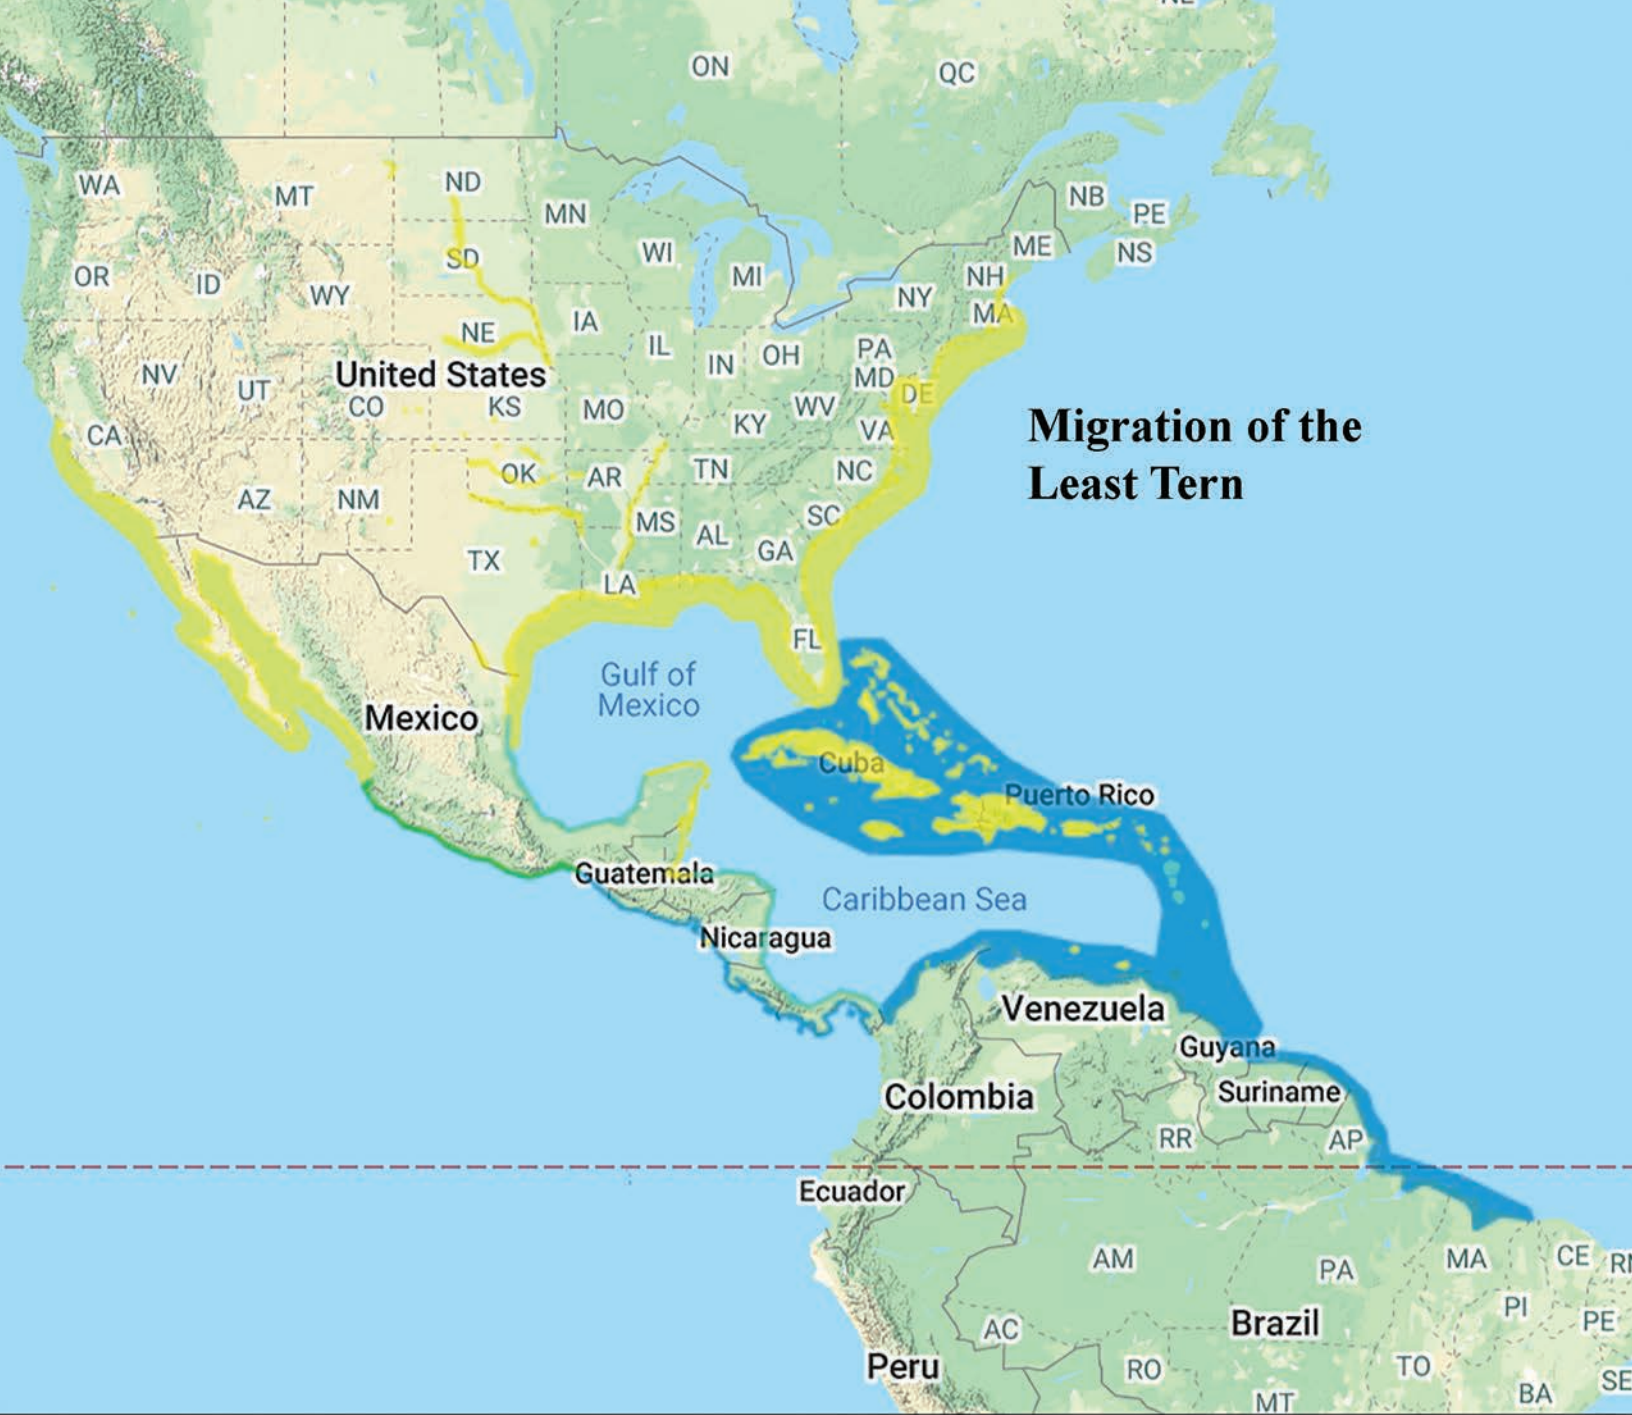 NL
ON
QC
WA
MT
ND
MN
NB
PE
ME
NS
OR
ID
SD
WI
MI
NH
WY
NY
MA
NE
IA
NV
UT
United States
IL
IN
OH
PA
MD
DE
CO
KS
MO
KY
WV
VA
CA
Migration of the
Least Tern
AZ
NM
OK
AR
TN
NC
MS
AL
SC
GA
TX
LA
FL
Gulf of
Mexico
Mexico
Cuba
Puerto Rico
Guatemala
Caribbean Sea
Nicaragua
Venezuela
Guyana
Suriname
Colombia
RR
AP
Ecuador
AM
PA
MA
CE
RN
PI
PE
Brazil
AC
Peru
RO
TO
SE
MT
BA